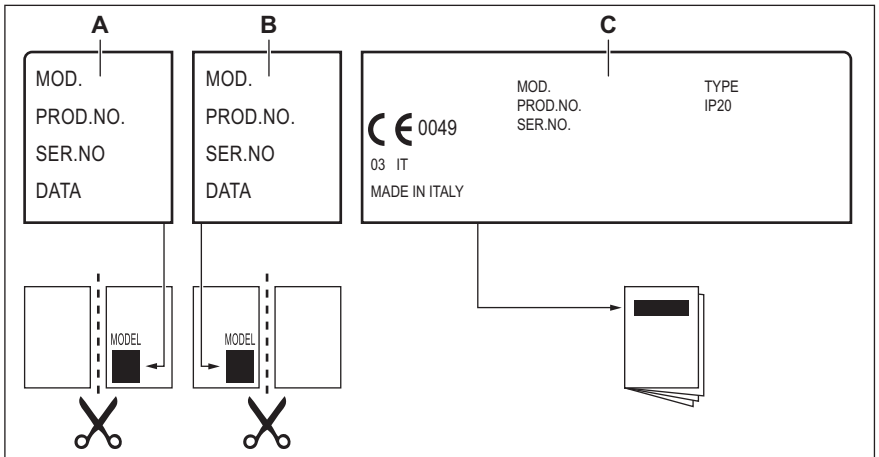 A
B
C
MOD.
PROD.NO.
SER.NO
DATA
MOD.
PROD.NO.
SER.NO
DATA
MOD.
PROD.NO.
SER.NO.
TYPE
IP20
CE 0049
03 IT
MADE IN ITALY
MODEL
MODEL